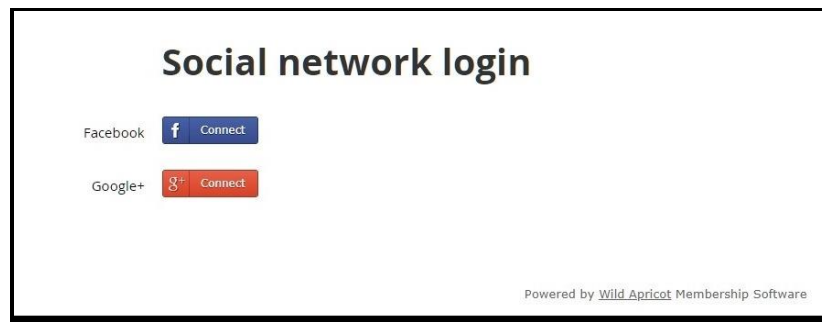 Social network login
Facebook f Connect
Google+ g+ Connect
Powered by Wild Apricot Membership Software